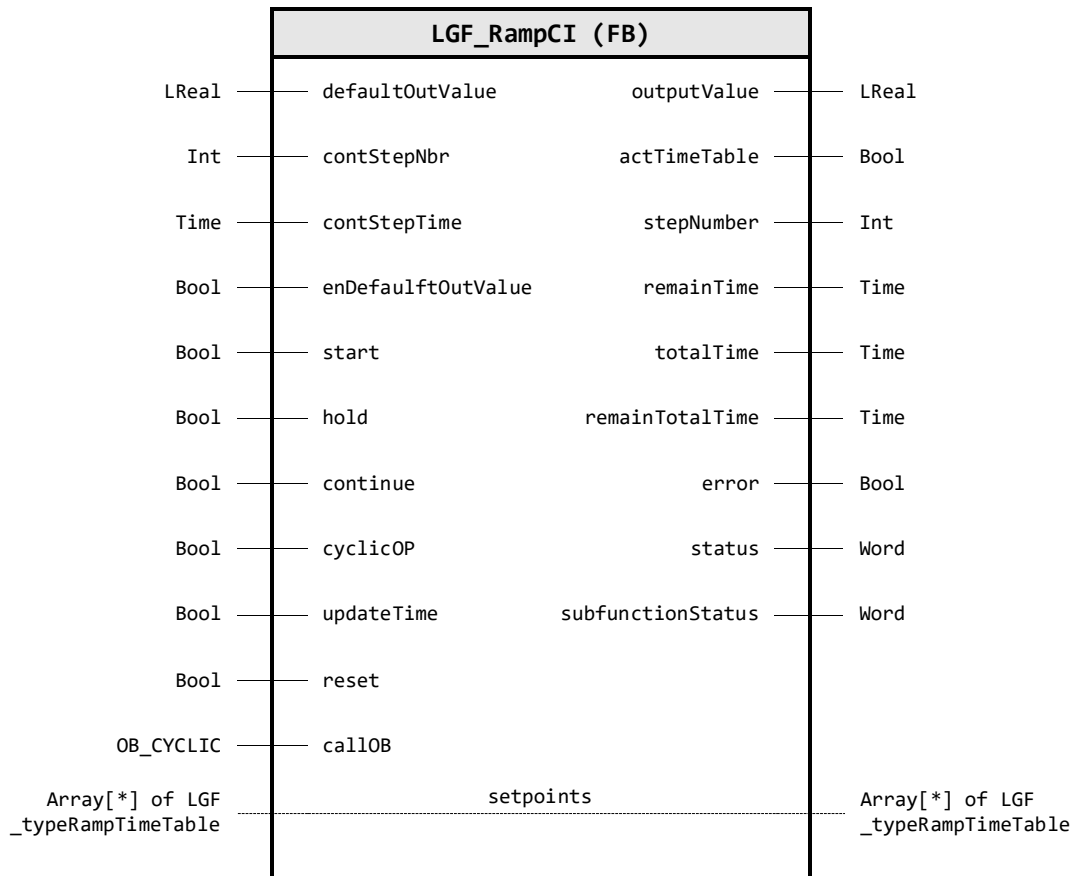 LGF_RampCI (FB)
LReal defaultOutValue outputValue LReal
Int contStepNbr actTimeTable Bool
Time contStepTime stepNumber Int
Bool enDefaulftOutValue remainTime Time
Bool start totalTime Time
Bool hold remainTotalTime Time
Bool continue error Bool
Bool cyclicOP status Word
Bool updateTime subfunctionStatus Word
Bool reset
OB_CYCLIC callOB
Array[*] of LGF setpoints Array[*] of LGF
_typeRampTimeTable _typeRampTimeTable